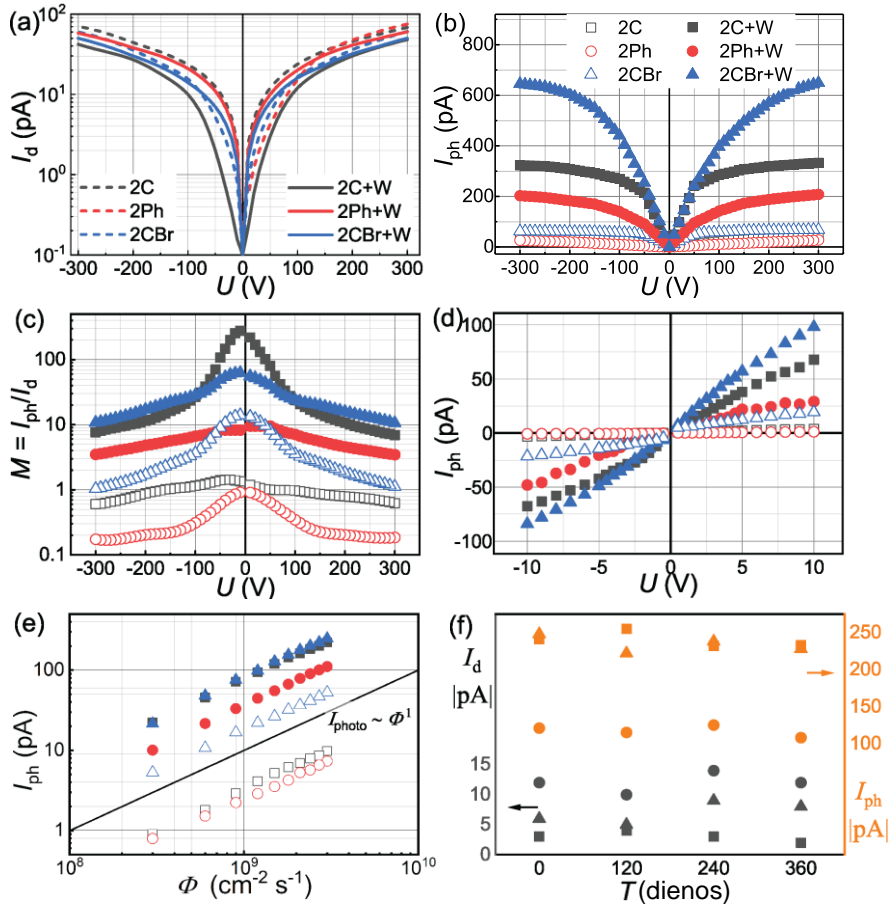 (a)
I_d (pA)
10²
10¹
10⁰
10⁻¹
2C
2Ph
2CBr
2C+W
2Ph+W
2CBr+W
-300 -200 -100 0 100 200 300
U (V)
(b)
I_ph (pA)
800
600
400
200
0
2C 2C+W
2Ph 2Ph+W
2CBr 2CBr+W
-300 -200 -100 0 100 200 300
U (V)
(c)
M = I_ph/I_d
100
10
1
0.1
-300 -200 -100 0 100 200 300
U (V)
(d)
I_ph (pA)
100
50
0
-50
-100
-10 -5 0 5 10
U (V)
(e)
I_ph (pA)
100
10
1
I_photo ~ Φ¹
10⁸ 10⁹ 10¹⁰
Φ (cm⁻² s⁻¹)
(f)
I_d
|pA|
15
10
5
0
250
200
150
100
I_ph
|pA|
0 120 240 360
T (dienos)